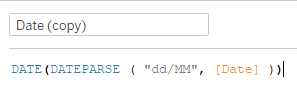 Date (copy)
DATE(DATEPARSE ( "dd/MM", [Date] ))